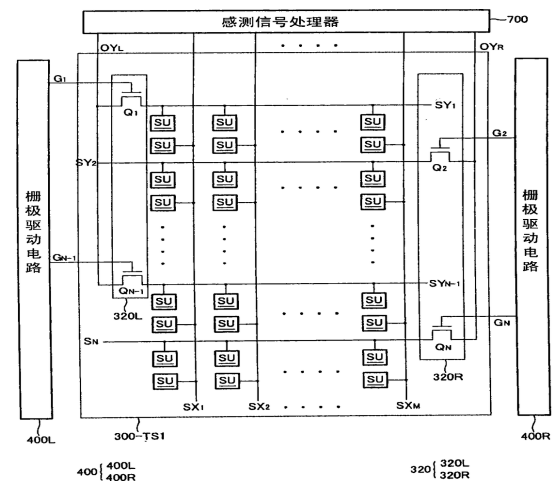 感测信号处理器
700
OYL
OYR
G1
Q1
SY1
SU SU SU
SU SU SU
G2
SY2
Q2
SU SU SU
SU SU SU
栅极驱动电路
栅极驱动电路
GN-1
QN-1
SYN-1
320L
SU SU SU
SU SU SU
GN
SN
QN
SU SU SU
SU SU SU
320R
SX1 SX2 SXM
400L
300-TS1
400R
400 { 400L
400R
320 { 320L
320R